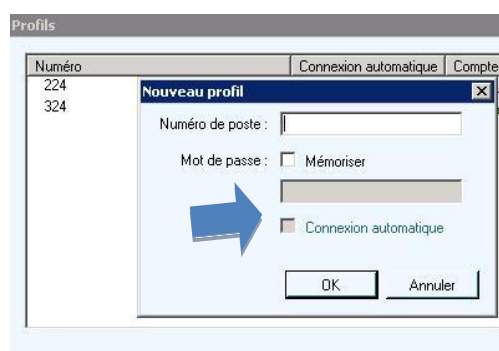 Profils
Numéro Connexion automatique Compte
224
324
Nouveau profil
Numéro de poste :
Mot de passe : Mémoriser
Connexion automatique
OK Annuler